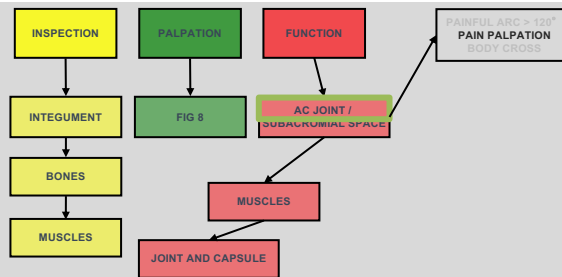 INSPECTION
PALPATION
FUNCTION
PAINFUL ARC > 120°
PAIN PALPATION
BODY CROSS
INTEGUMENT
FIG 8
AC JOINT /
SUBACROMIAL SPACE
BONES
MUSCLES
MUSCLES
JOINT AND CAPSULE